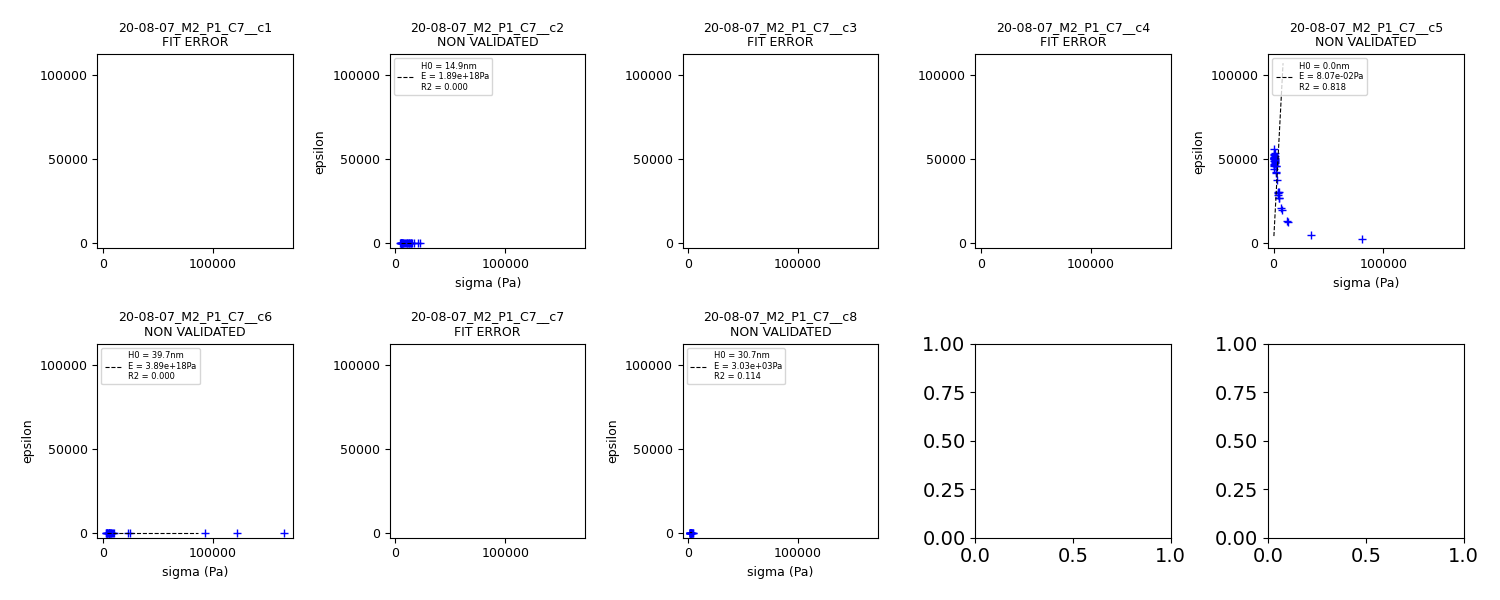 20-08-07_M2_P1_C7__c1
FIT ERROR
100000
50000
0
0
100000
20-08-07_M2_P1_C7__c2
NON VALIDATED
H0 = 14.9nm
E = 1.89e+18Pa
R2 = 0.000
epsilon
100000
50000
0
0
100000
sigma (Pa)
20-08-07_M2_P1_C7__c3
FIT ERROR
100000
50000
0
0
100000
20-08-07_M2_P1_C7__c4
FIT ERROR
100000
50000
0
0
100000
20-08-07_M2_P1_C7__c5
NON VALIDATED
H0 = 0.0nm
E = 8.07e-02Pa
R2 = 0.818
epsilon
100000
50000
0
0
100000
sigma (Pa)
20-08-07_M2_P1_C7__c6
NON VALIDATED
H0 = 39.7nm
E = 3.89e+18Pa
R2 = 0.000
epsilon
100000
50000
0
0
100000
sigma (Pa)
20-08-07_M2_P1_C7__c7
FIT ERROR
100000
50000
0
0
100000
20-08-07_M2_P1_C7__c8
NON VALIDATED
H0 = 30.7nm
E = 3.03e+03Pa
R2 = 0.114
epsilon
100000
50000
0
0
100000
sigma (Pa)
1.00
0.75
0.50
0.25
0.00
0.0
0.5
1.0
1.00
0.75
0.50
0.25
0.00
0.0
0.5
1.0